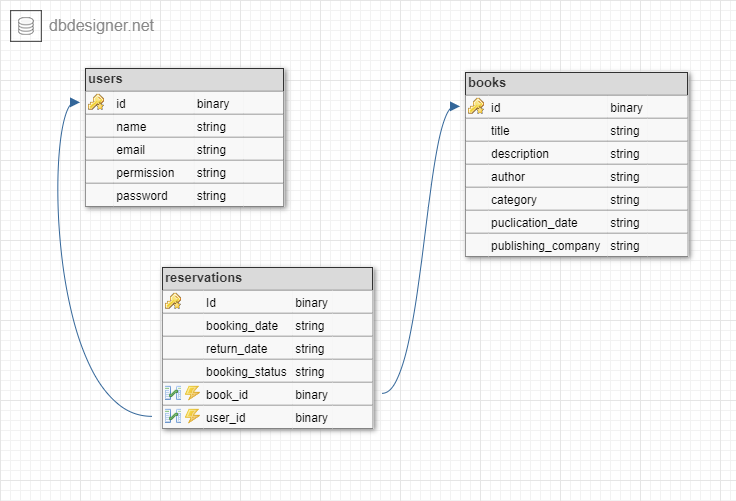 dbdesigner.net
users
id binary
name string
email string
permission string
password string
books
id binary
title string
description string
author string
category string
puclication_date string
publishing_company string
reservations
Id binary
booking_date string
return_date string
booking_status string
book_id binary
user_id binary